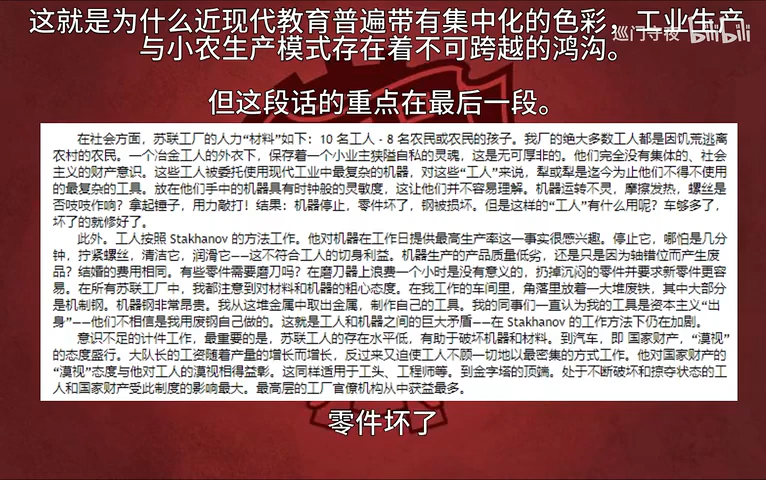 这就是为什么近现代教育普遍带有集中化的色彩，工业生产
与小农生产模式存在着不可跨越的鸿沟。
巡门寻夜 bilibili
但这段话的重点在最后一段。
在社会方面，苏联工厂的人力“材料”如下：10 名工人 - 8 名农民或农民的孩子。我厂的绝大多数工人都是因饥荒逃离
农村的农民。一个冶金工人的外衣下，保存着一个小业主狭隘自私的灵魂，这是无可厚非的。他们完全没有集体的、社会
主义的财产意识。这些工人被委托使用现代工业中最复杂的机器，对这些“工人”来说，犁或犁是迄今为止他们不得不使用
的最复杂的工具。放在他们手中的机器具有时钟般的灵敏度，这让他们并不容易理解。机器运转不灵，摩擦发热，螺丝是
否吱吱作响？拿起锤子，用力敲打！结果：机器停止，零件坏了，钢被损坏。但是这样的“工人”有什么用呢？车够多了，
坏了的就修好了。
此外。工人按照 Stakhanov 的方法工作。他对机器在工作日提供最高生产率这一事实很感兴趣。停止它，哪怕是几分
钟，拧紧螺丝，清洁它，润滑它——这不符合工人的切身利益。机器生产的产品质量低劣，还是只是因为轴错位而产生废
品？结婚的费用相同。有些零件需要磨刀吗？在磨刀器上浪费一个小时是没有意义的，扔掉沉闷的零件并要求新零件更容
易。在所有苏联工厂中，我都注意到对材料和机器的粗心态度。在我工作的车间里，角落里放着一大堆废铁，其中大部分
是机制钢。机器钢非常昂贵。我从这堆金属中取出金属，制作自己的工具。我的同事们一直认为我的工具是资本主义“出
身”——他们不相信是我用废钢自己做的。这就是工人和机器之间的巨大矛盾——在 Stakhanov 的工作方法下仍在加剧。
意识不足的计件工作，最重要的是，苏联工人的存在水平低，有助于破坏机器和材料。到汽车，即 国家财产，“漠视”
的态度盛行。大队长的工资随着产量的增长而增长，反过来又迫使工人不顾一切地以最密集的方式工作。他对国家财产的
“漠视”态度与他对工人的漠视相得益彰。这同样适用于工头、工程师等。到金字塔的顶端。处于不断破坏和掠夺状态的工
人和国家财产受此制度的影响最大。最高层的工厂官僚机构从中获益最多。
零件坏了